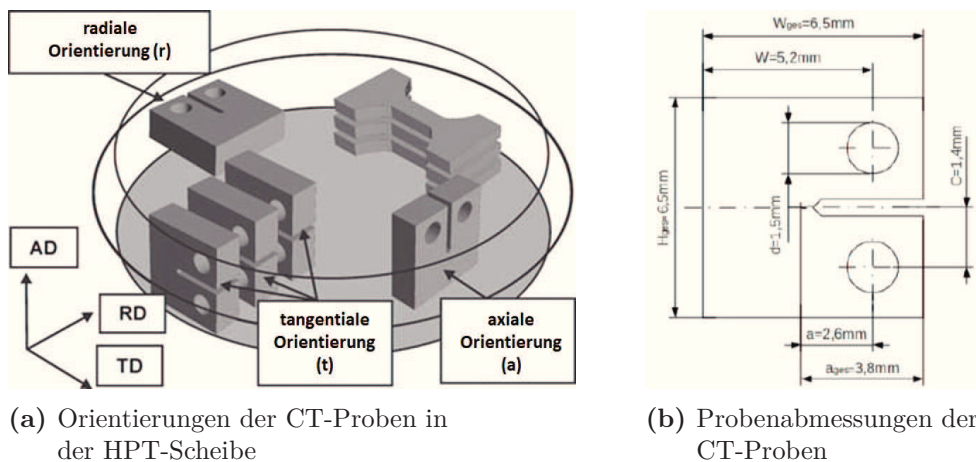 radiale
Orientierung (r)
AD
RD
TD
tangentiale
Orientierung
(t)
axiale
Orientierung
(a)
(a) Orientierungen der CT-Proben in
der HPT-Scheibe
Wges=6,5mm
W=5,2mm
Hges=6,5mm
d=1,5mm
C=1,4mm
a=2,6mm
ages=3,8mm
(b) Probenabmessungen der
CT-Proben